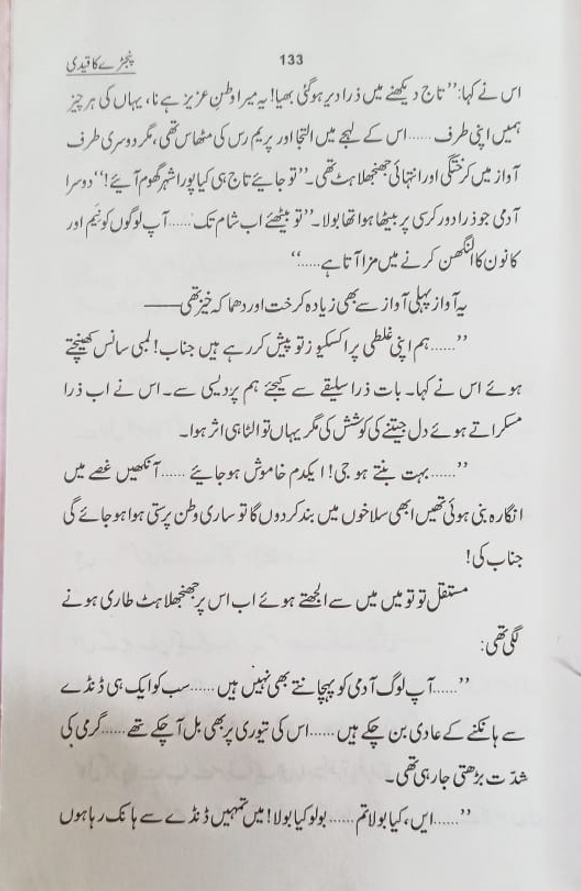 133
پنجڑے کا قیدی
اس نے کہا: ’’تاج دیکھنے میں ذرا دیر ہوگئی بھیا! یہ میرا وطنِ عزیز ہے نا، یہاں کی ہر چیز
ہمیں اپنی طرف ...... اس کے لہجے میں التجا اور پریم رس کی مٹھاس تھی، مگر دوسری طرف
آواز میں کرختگی اور انتہائی جھنجھلاہٹ تھی۔ ’’تو جایئے تاج ہی کیا پورا شہر گھوم آیئے!‘‘ دوسرا
آدمی جو ذرا دور کرسی پر بیٹھا ہوا تھا بولا۔ ’’تو بیٹھئے اب شام تک ...... آپ لوگوں کو نیَم اور
کانون کا النگھن کرنے میں مزا آتا ہے......‘‘
یہ آواز پہلی آواز سے بھی زیادہ کرخت اور دھماکہ خیز تھی——
’’......ہم اپنی غلطی پر اکسکیوز تو پیش کر رہے ہیں جناب! لمبی سانس کھینچتے
ہوئے اس نے کہا۔ بات ذرا سلیقے سے کیجئے ہم پردیسی سے۔ اس نے اب ذرا
مسکراتے ہوئے دل جیتنے کی کوشش کی مگر یہاں تو الٹا ہی اثر ہوا۔
’’......بہت بنتے ہو جی! ایکدم خاموش ہو جایئے ...... آنکھیں غصے میں
انگارہ بنی ہوئی تھیں ابھی سلاخوں میں بند کردوں گا تو ساری وطن پرستی ہوا ہو جائے گی
جناب کی!
مستقل تو تو میں میں سے الجھتے ہوئے اب اس پر جھنجھلاہٹ طاری ہونے
لگی تھی:
’’......آپ لوگ آدمی کو پہچانتے بھی نہیں ہیں ...... سب کو ایک ہی ڈنڈے
سے ہانکنے کے عادی بن چکے ہیں ...... اس کی تیوری پر بھی بل آچکے تھے ...... گرمی کی
شدّت بڑھتی جارہی تھی۔
’’......ایں، کیا بولا تم ...... بولو کیا بولا! میں تمہیں ڈنڈے سے ہانک رہا ہوں